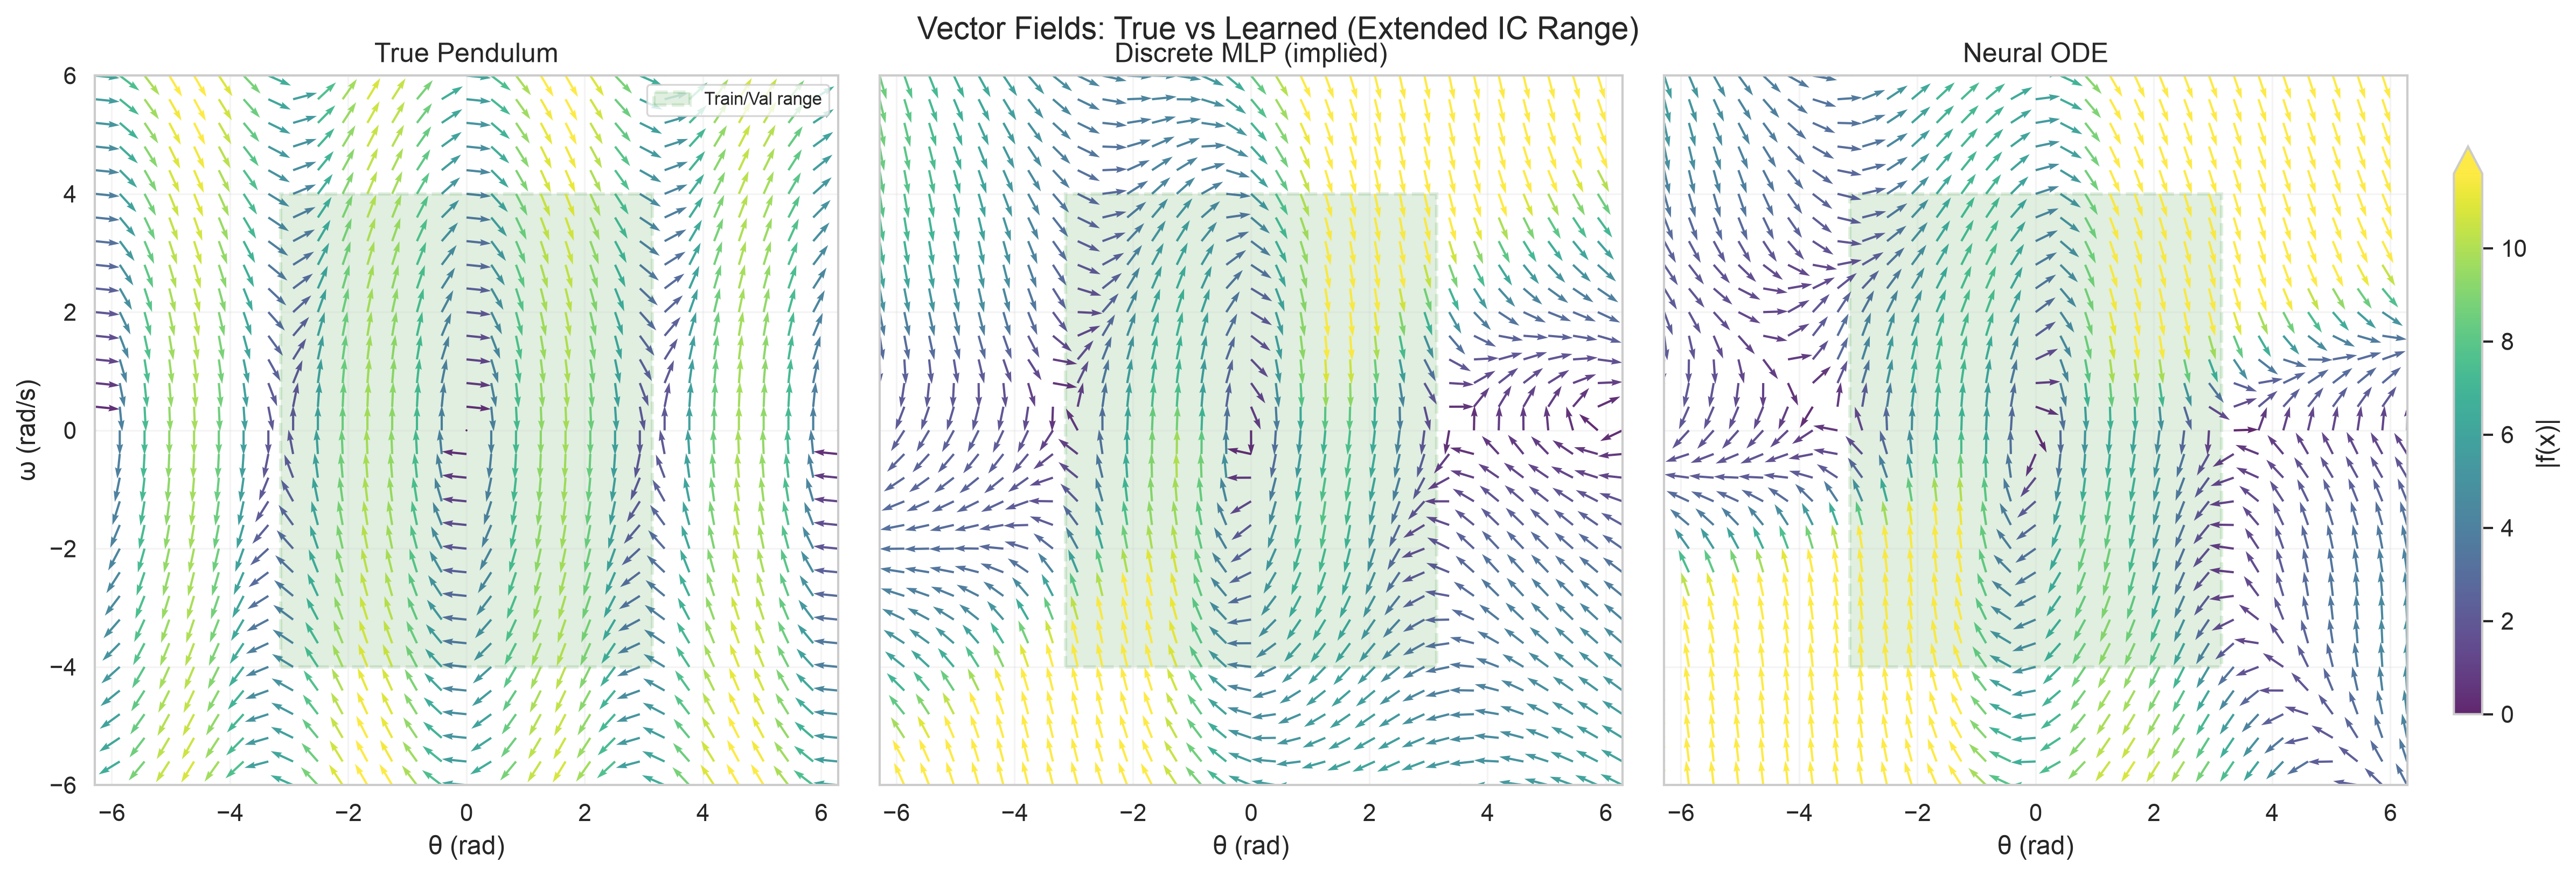 Vector Fields: True vs Learned (Extended IC Range)
True Pendulum
Discrete MLP (implied)
Neural ODE
Train/Val range
6
4
2
0
−2
−4
−6
ω (rad/s)
−6 −4 −2 0 2 4 6
θ (rad)
−6 −4 −2 0 2 4 6
θ (rad)
−6 −4 −2 0 2 4 6
θ (rad)
10
8
6
4
2
0
|f(x)|